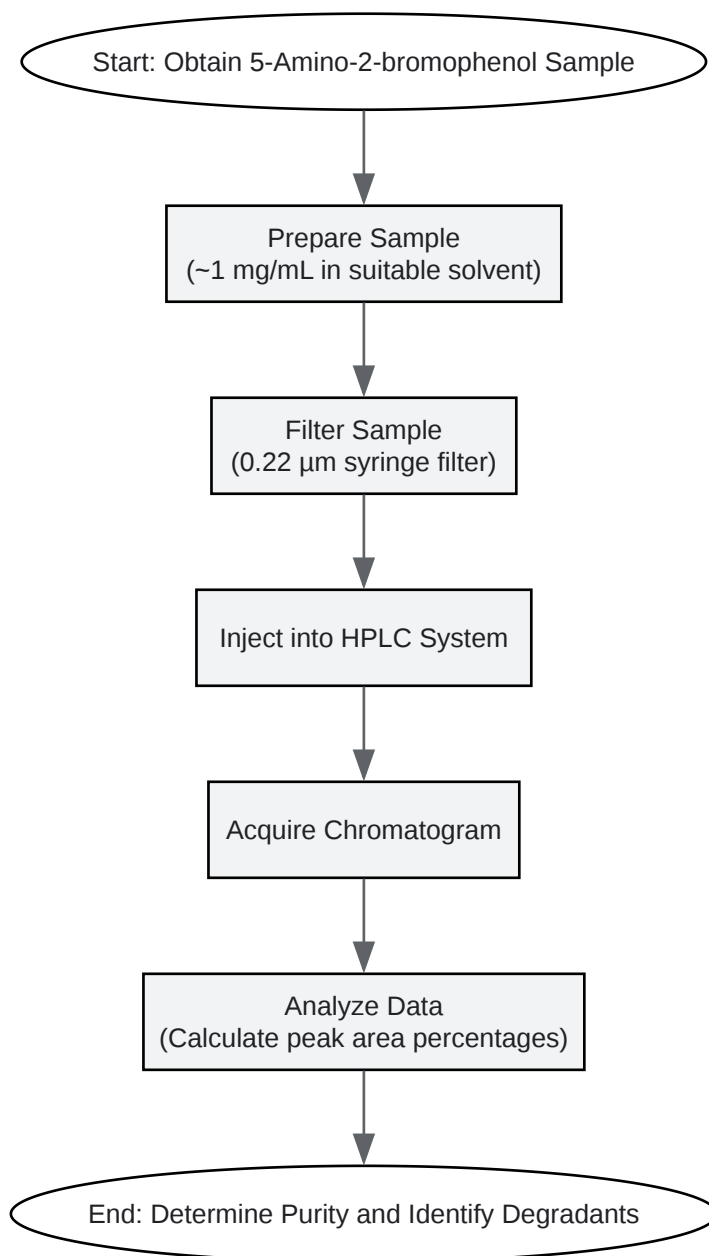 Start: Obtain 5-Amino-2-bromophenol Sample
Prepare Sample
(~1 mg/mL in suitable solvent)
Filter Sample
(0.22 µm syringe filter)
Inject into HPLC System
Acquire Chromatogram
Analyze Data
(Calculate peak area percentages)
End: Determine Purity and Identify Degradants